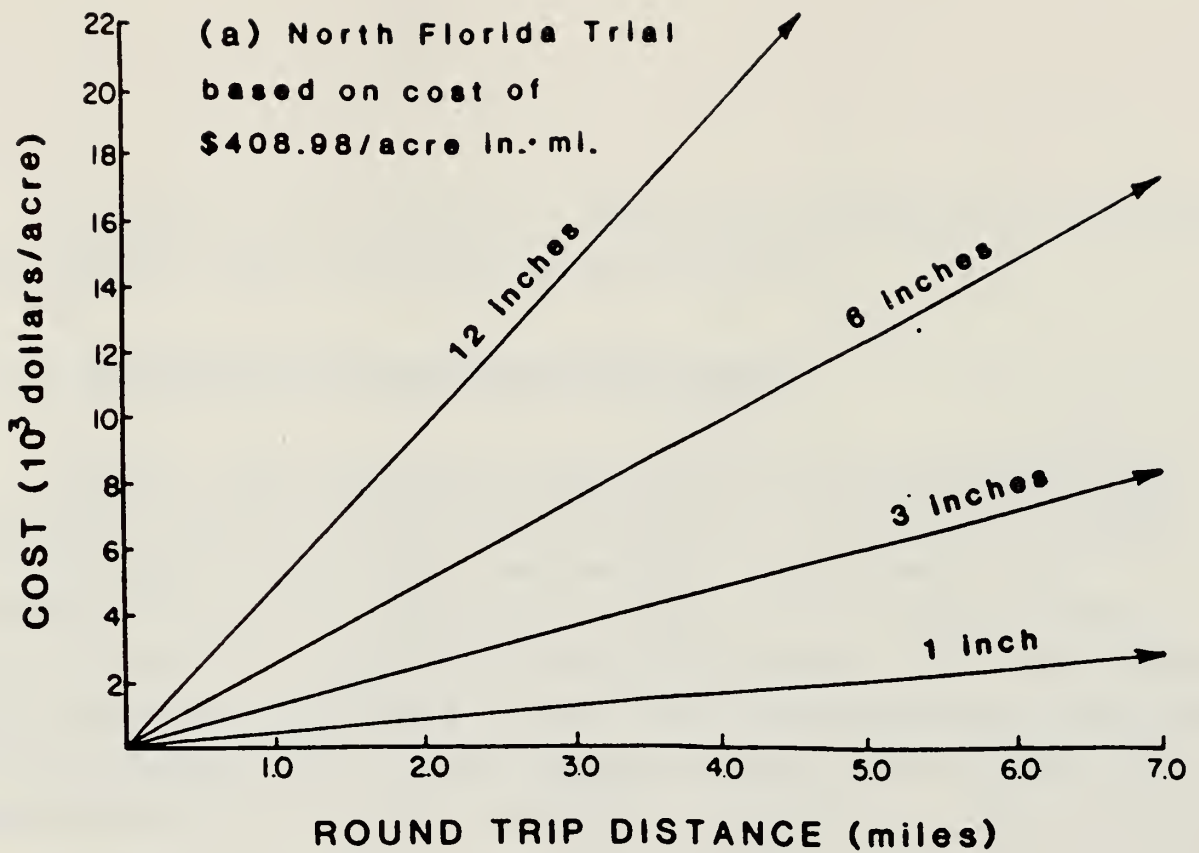 (a) North Florida Trial
based on cost of
$408.98/acre in.·mi.
COST (10³ dollars/acre)
22
20
18
16
14
12
10
8
6
4
2
12 inches
6 inches
3 inches
1 inch
1.0 2.0 3.0 4.0 5.0 6.0 7.0
ROUND TRIP DISTANCE (miles)